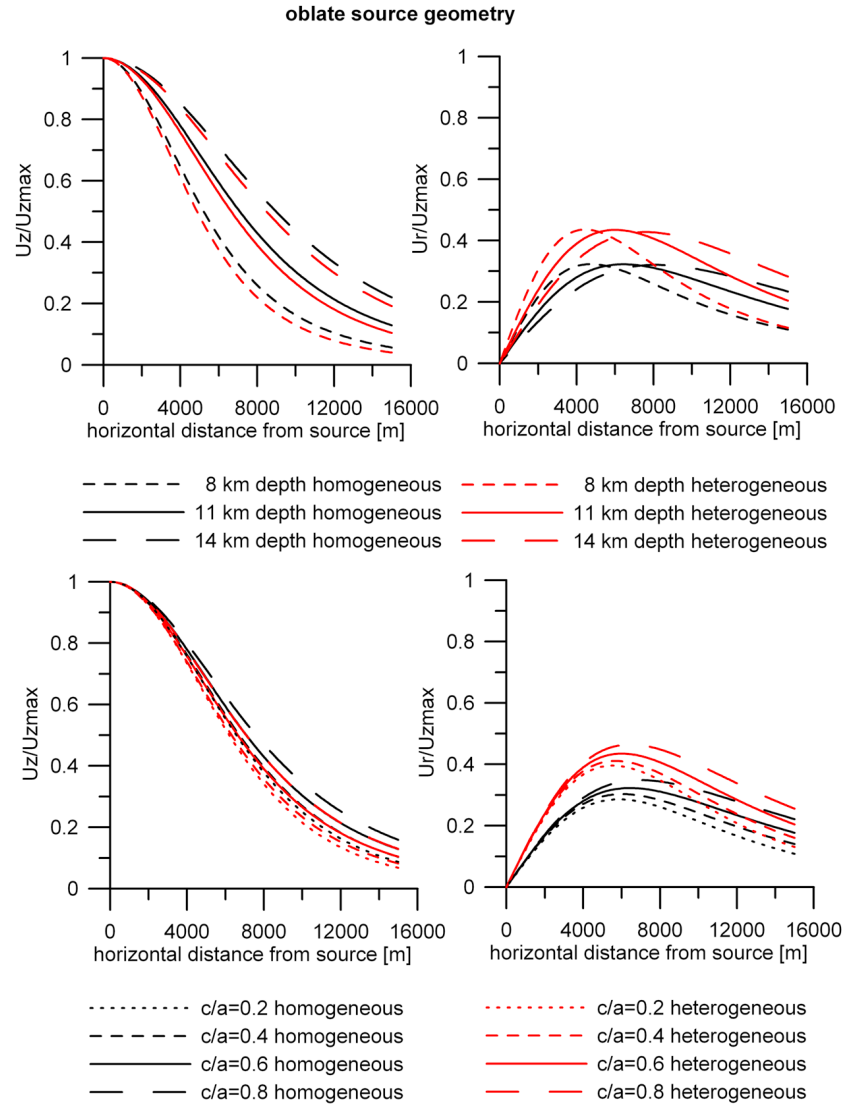 oblate source geometry
1
0.8
0.6
0.4
0.2
0
Uz/Uzmax
0 4000 8000 12000 16000
horizontal distance from source [m]
1
0.8
0.6
0.4
0.2
0
Ur/Uzmax
0 4000 8000 12000 16000
horizontal distance from source [m]
8 km depth homogeneous
11 km depth homogeneous
14 km depth homogeneous
8 km depth heterogeneous
11 km depth heterogeneous
14 km depth heterogeneous
1
0.8
0.6
0.4
0.2
0
Uz/Uzmax
0 4000 8000 12000 16000
horizontal distance from source [m]
1
0.8
0.6
0.4
0.2
0
Ur/Uzmax
0 4000 8000 12000 16000
horizontal distance from source [m]
c/a=0.2 homogeneous
c/a=0.4 homogeneous
c/a=0.6 homogeneous
c/a=0.8 homogeneous
c/a=0.2 heterogeneous
c/a=0.4 heterogeneous
c/a=0.6 heterogeneous
c/a=0.8 heterogeneous